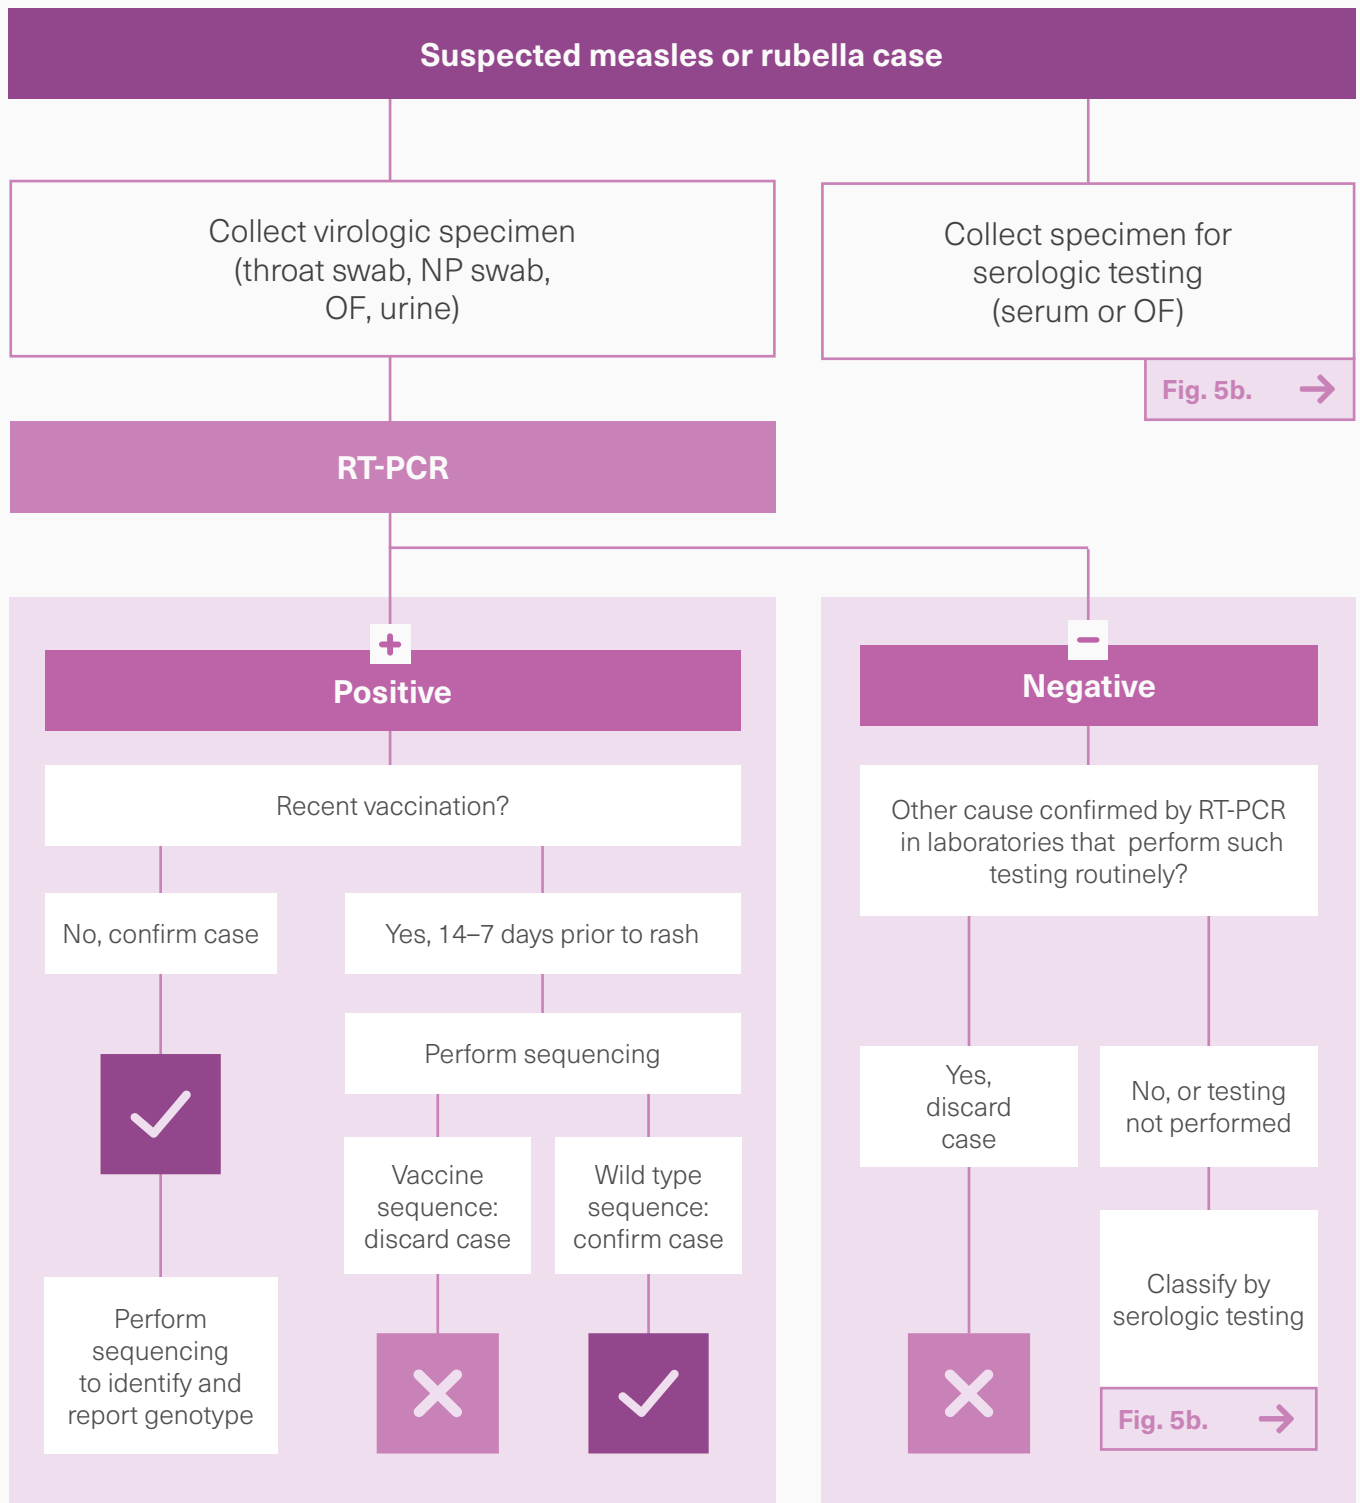 Suspected measles or rubella case
Collect virologic specimen
(throat swab, NP swab,
OF, urine)
Collect specimen for
serologic testing
(serum or OF)
Fig. 5b.
RT-PCR
Positive
Recent vaccination?
No, confirm case
Yes, 14–7 days prior to rash
Perform sequencing
Vaccine
sequence:
discard case
Wild type
sequence:
confirm case
Perform
sequencing
to identify and
report genotype
Negative
Other cause confirmed by RT-PCR
in laboratories that perform such
testing routinely?
Yes,
discard
case
No, or testing
not performed
Classify by
serologic testing
Fig. 5b.